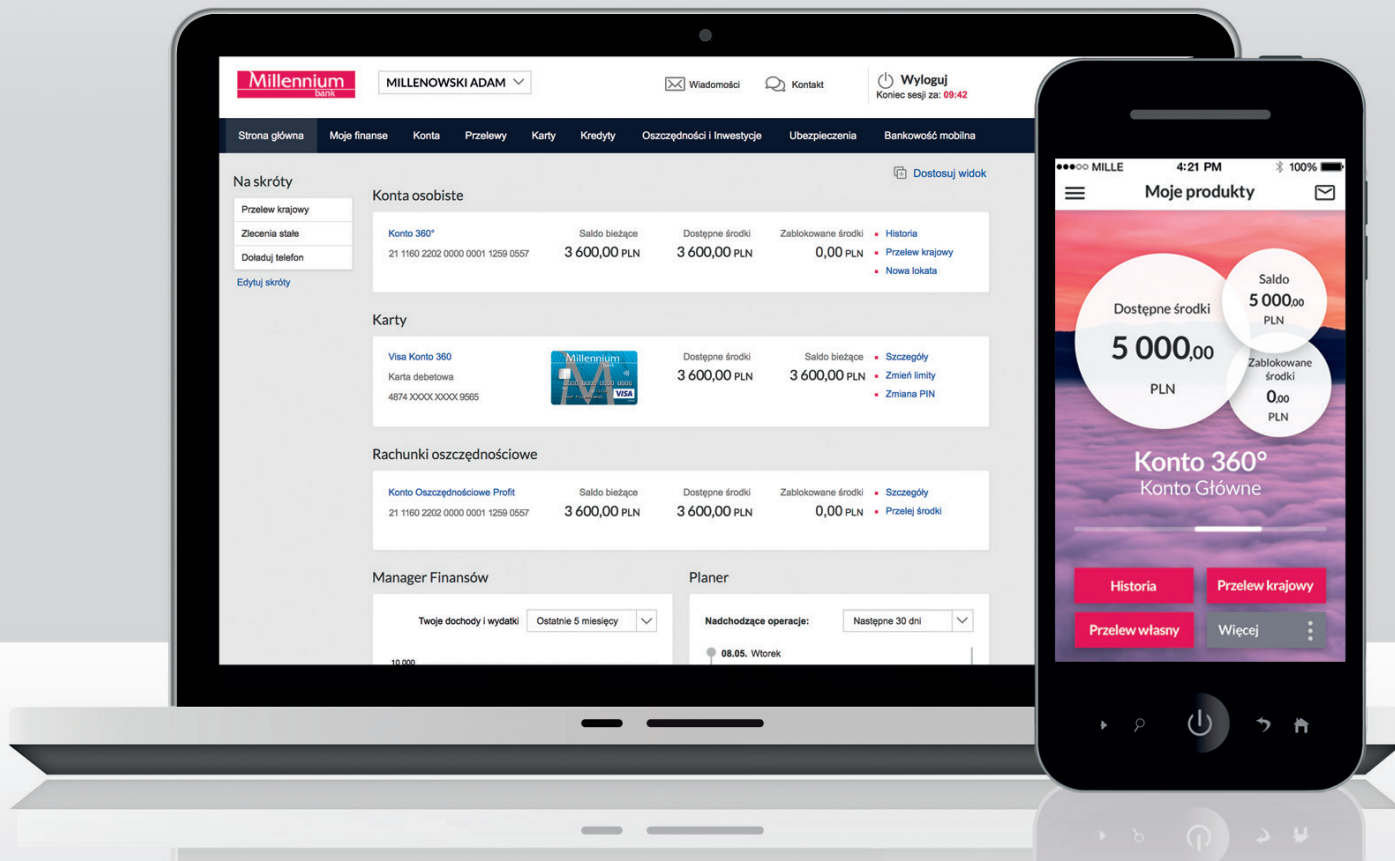 Millennium
bank
MILLENOWSKI ADAM
Wiadomości
Kontakt
Wyloguj
Koniec sesji za: 09:42
Strona główna Moje finanse Konta Przelewy Karty Kredyty Oszczędności i Inwestycje Ubezpieczenia Bankowość mobilna
Dostosuj widok
Na skróty
Przelew krajowy
Zlecenia stałe
Doładuj telefon
Edytuj skróty
Konta osobiste
Konto 360° Saldo bieżące Dostępne środki Zablokowane środki Historia
21 1160 2202 0000 0001 1259 0557 3 600,00 PLN 3 600,00 PLN 0,00 PLN Przelew krajowy
Nowa lokata
Karty
Visa Konto 360 Dostępne środki Saldo bieżące Szczegóły
Karta debetowa 3 600,00 PLN 3 600,00 PLN Zmień limity
4874 XXXX XXXX 9565 Zmiana PIN
Millennium
bank
0000 0000 0000 0000
VISA
Rachunki oszczędnościowe
Konto Oszczędnościowe Profit Saldo bieżące Dostępne środki Zablokowane środki Szczegóły
21 1160 2202 0000 0001 1259 0557 3 600,00 PLN 3 600,00 PLN 0,00 PLN Przelej środki
Manager Finansów
Twoje dochody i wydatki Ostatnie 5 miesięcy
10 000
Planer
Nadchodzące operacje: Następne 30 dni
08.05. Wtorek
MILLE 4:21 PM 100%
Moje produkty
Dostępne środki
5 000,00
PLN
Saldo
5 000,00
PLN
Zablokowane
środki
0,00
PLN
Konto 360°
Konto Główne
Historia Przelew krajowy
Przelew własny Więcej